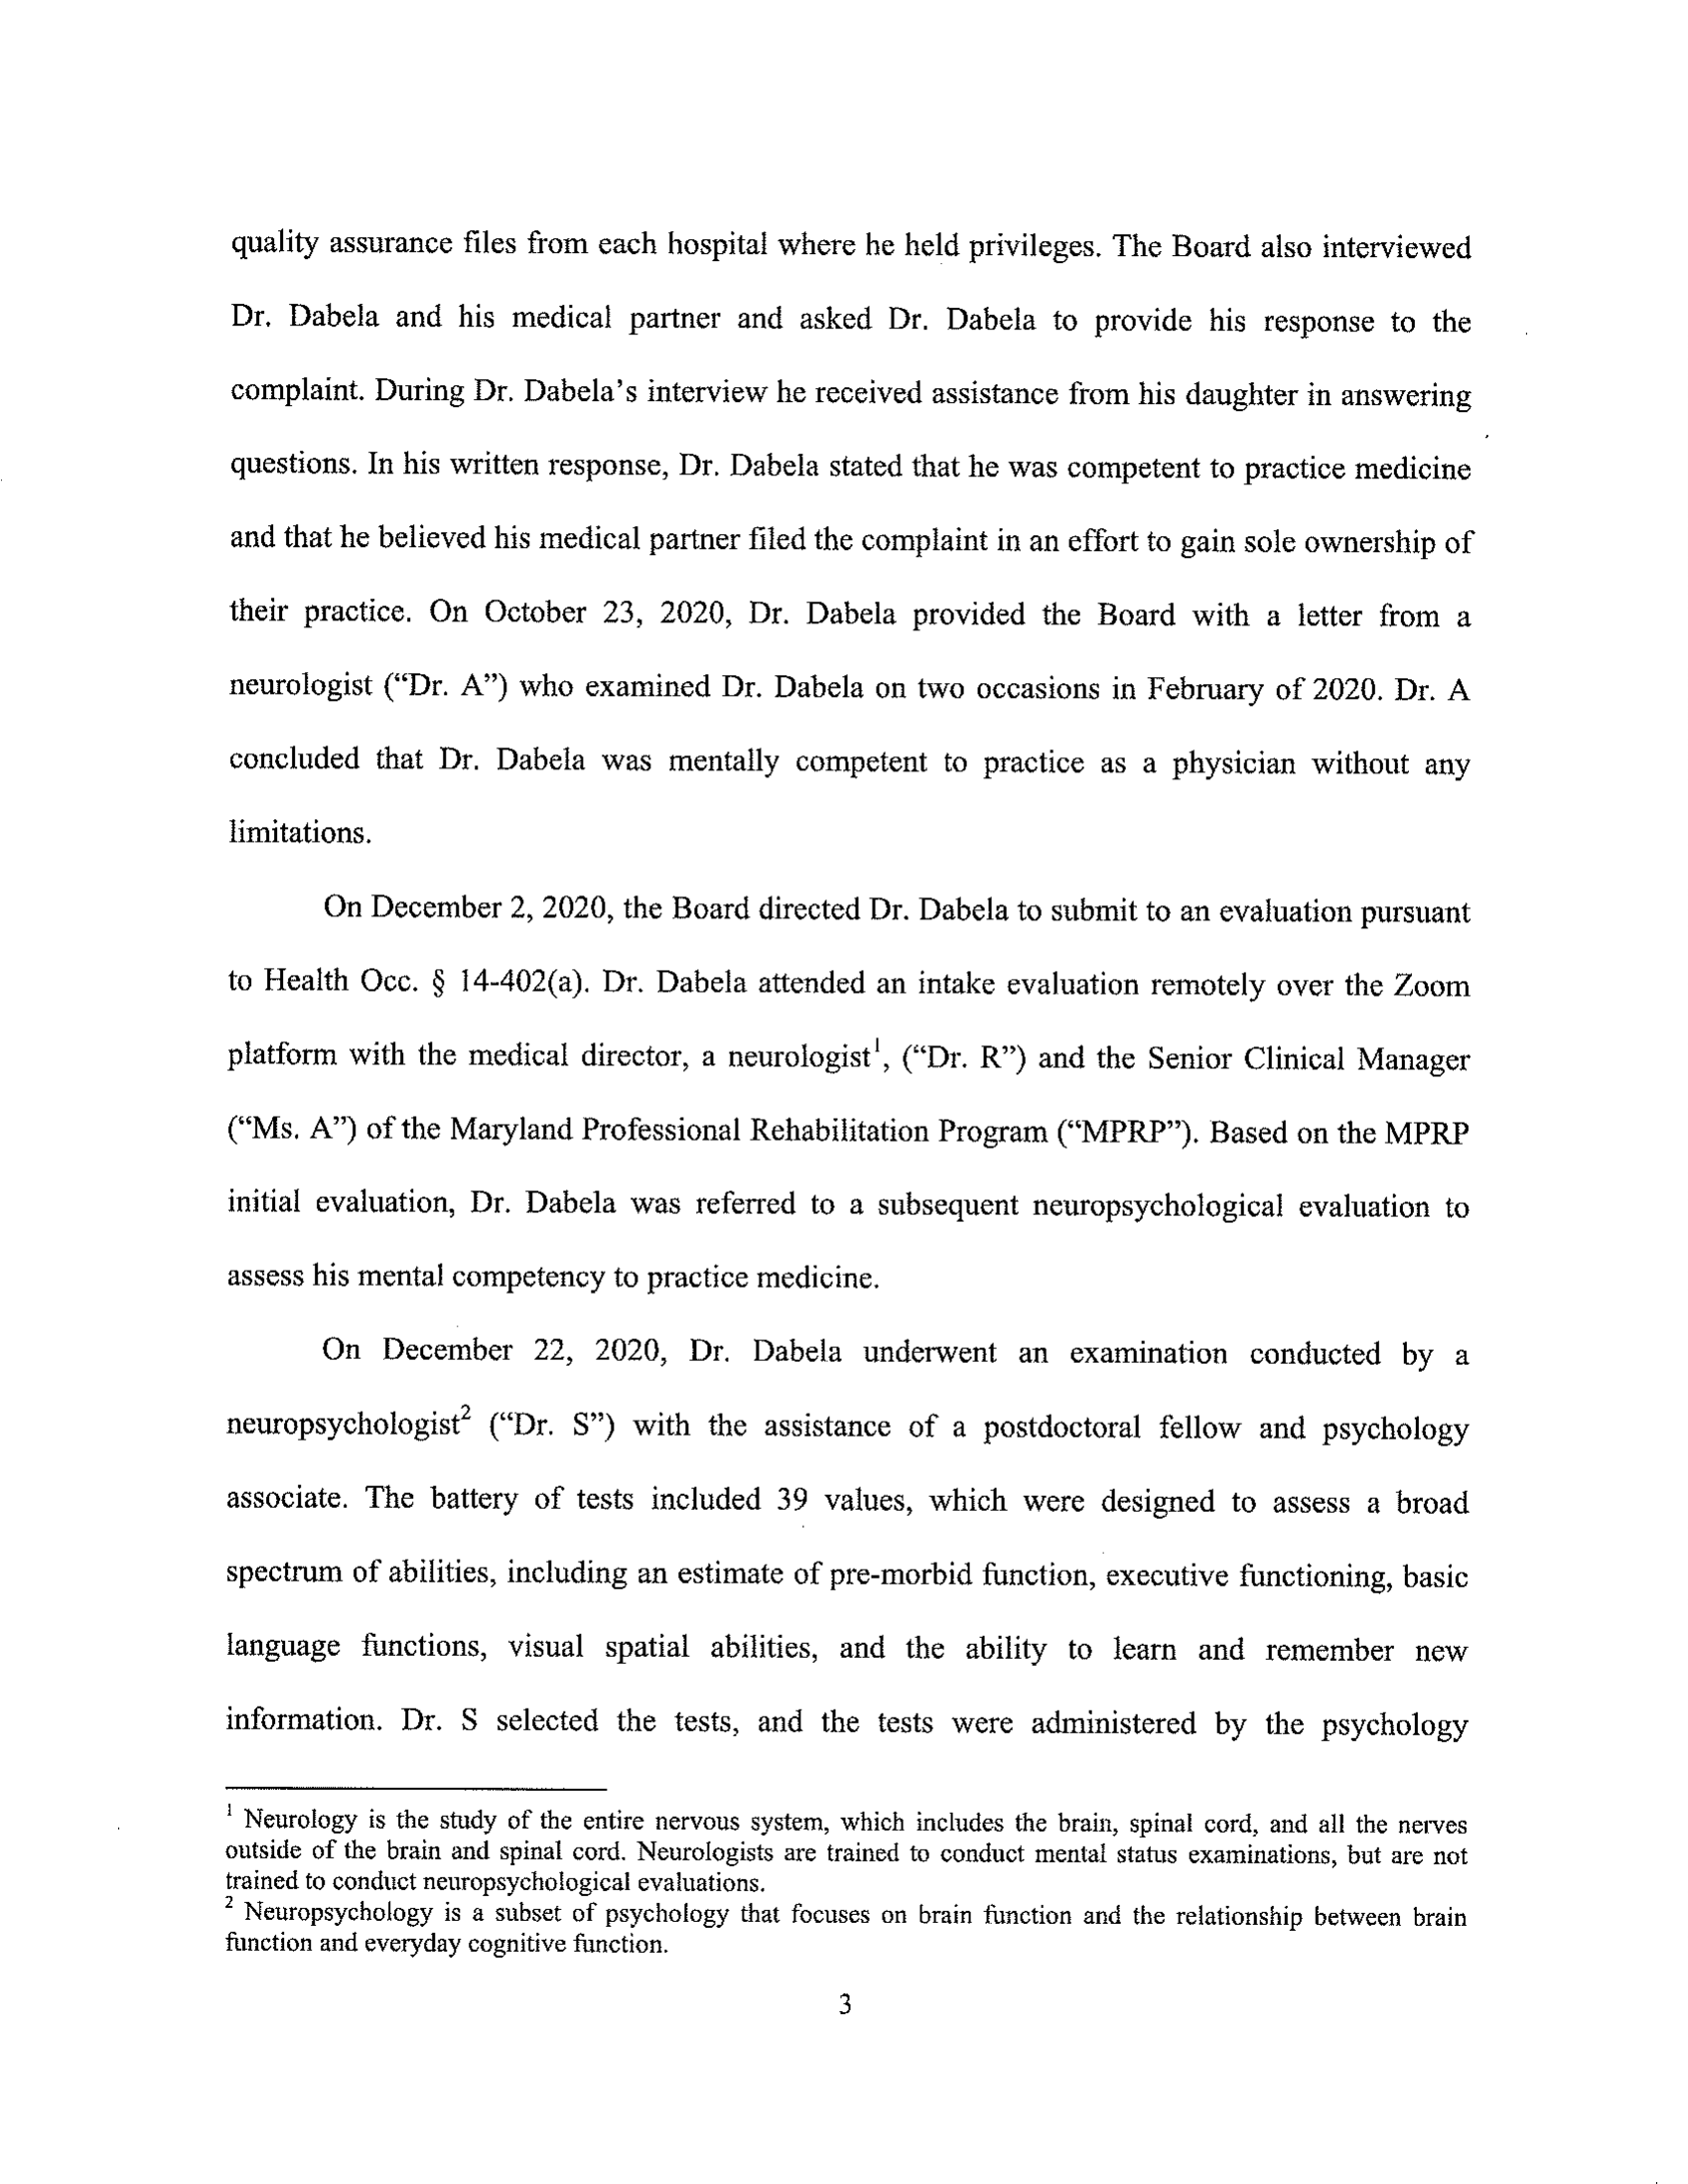 quality assurance files from each hospital where he held privileges. The Board also interviewed
Dr. Dabela and his medical partner and asked Dr. Dabela to provide his response to the
complaint. During Dr. Dabela's interview he received assistance from his daughter in answering
questions. In his written response, Dr. Dabela stated that he was competent to practice medicine
and that he believed his medical partner filed the complaint in an effort to gain sole ownership of
their practice. On October 23, 2020, Dr. Dabela provided the Board with a letter from a
neurologist (“Dr. A”) who examined Dr. Dabela on two occasions in February of 2020. Dr. A
concluded that Dr. Dabela was mentally competent to practice as a physician without any
limitations.
On December 2, 2020, the Board directed Dr. Dabela to submit to an evaluation pursuant
to Health Occ. § 14-402(a). Dr. Dabela attended an intake evaluation remotely over the Zoom
platform with the medical director, a neurologist¹, (“Dr. R”) and the Senior Clinical Manager
(“Ms. A”) of the Maryland Professional Rehabilitation Program (“MPRP”). Based on the MPRP
initial evaluation, Dr. Dabela was referred to a subsequent neuropsychological evaluation to
assess his mental competency to practice medicine.
On December 22, 2020, Dr. Dabela underwent an examination conducted by a
neuropsychologist² (“Dr. S”) with the assistance of a postdoctoral fellow and psychology
associate. The battery of tests included 39 values, which were designed to assess a broad
spectrum of abilities, including an estimate of pre-morbid function, executive functioning, basic
language functions, visual spatial abilities, and the ability to learn and remember new
information. Dr. S selected the tests, and the tests were administered by the psychology
¹ Neurology is the study of the entire nervous system, which includes the brain, spinal cord, and all the nerves
outside of the brain and spinal cord. Neurologists are trained to conduct mental status examinations, but are not
trained to conduct neuropsychological evaluations.
² Neuropsychology is a subset of psychology that focuses on brain function and the relationship between brain
function and everyday cognitive function.
3